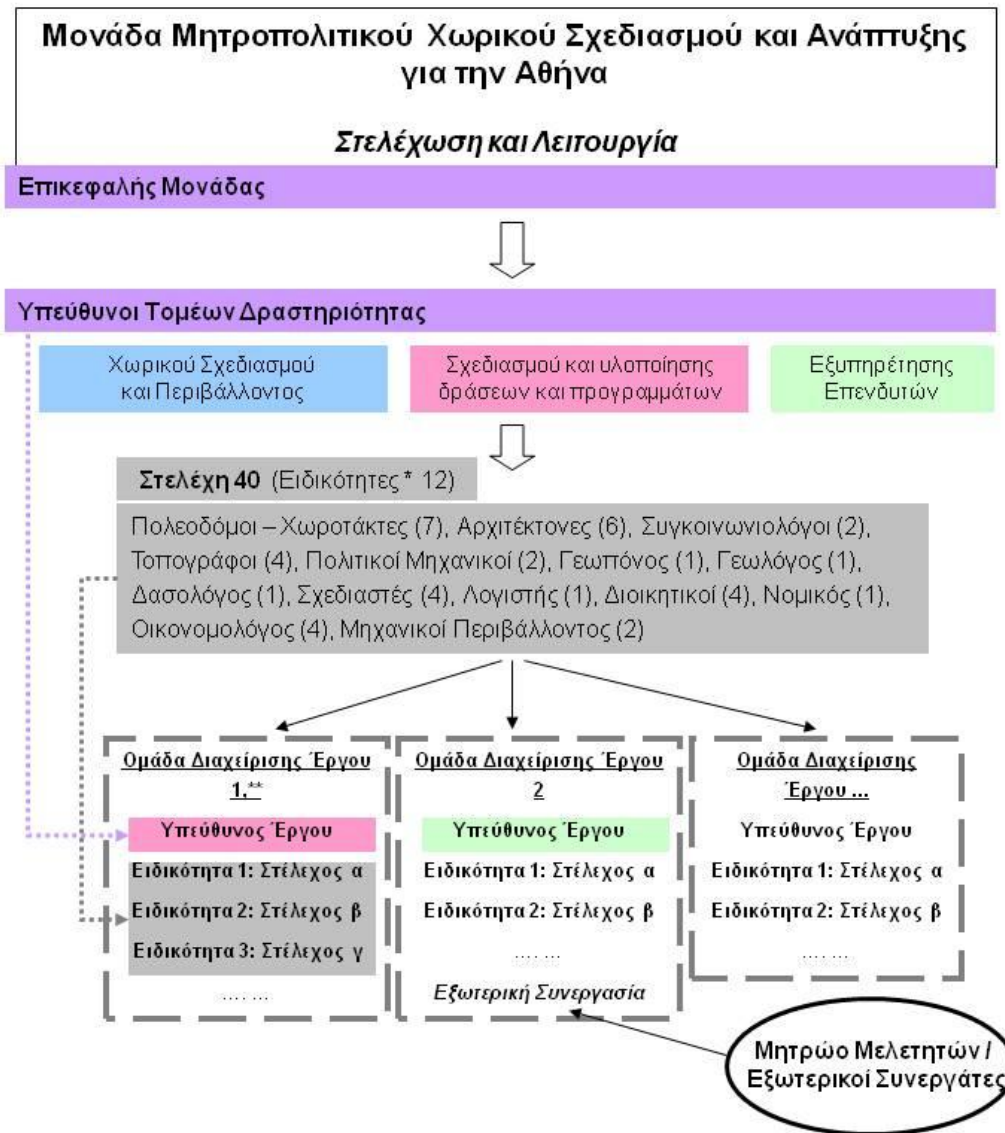 Μονάδα Μητροπολιτικού Χωρικού Σχεδιασμού και Ανάπτυξης
για την Αθήνα
Στελέχωση και Λειτουργία
Επικεφαλής Μονάδας
Υπεύθυνοι Τομέων Δραστηριότητας
Χωρικού Σχεδιασμού
και Περιβάλλοντος
Σχεδιασμού και υλοποίησης
δράσεων και προγραμμάτων
Εξυπηρέτησης
Επενδυτών
Στελέχη 40 (Ειδικότητες * 12)
Πολεοδόμοι – Χωροτάκτες (7), Αρχιτέκτονες (6), Συγκοινωνιολόγοι (2),
Τοπογράφοι (4), Πολιτικοί Μηχανικοί (2), Γεωπόνος (1), Γεωλόγος (1),
Δασολόγος (1), Σχεδιαστές (4), Λογιστής (1), Διοικητικοί (4), Νομικός (1),
Οικονομολόγος (4), Μηχανικοί Περιβάλλοντος (2)
Ομάδα Διαχείρισης Έργου
1,**
Υπεύθυνος Έργου
Ειδικότητα 1: Στέλεχος α
Ειδικότητα 2: Στέλεχος β
Ειδικότητα 3: Στέλεχος γ
.... ...
Ομάδα Διαχείρισης Έργου
2
Υπεύθυνος Έργου
Ειδικότητα 1: Στέλεχος α
Ειδικότητα 2: Στέλεχος β
.... ...
Εξωτερική Συνεργασία
Ομάδα Διαχείρισης
Έργου ...
Υπεύθυνος Έργου
Ειδικότητα 1: Στέλεχος α
Ειδικότητα 2: Στέλεχος β
.... ...
Μητρώο Μελετητών /
Εξωτερικοί Συνεργάτες